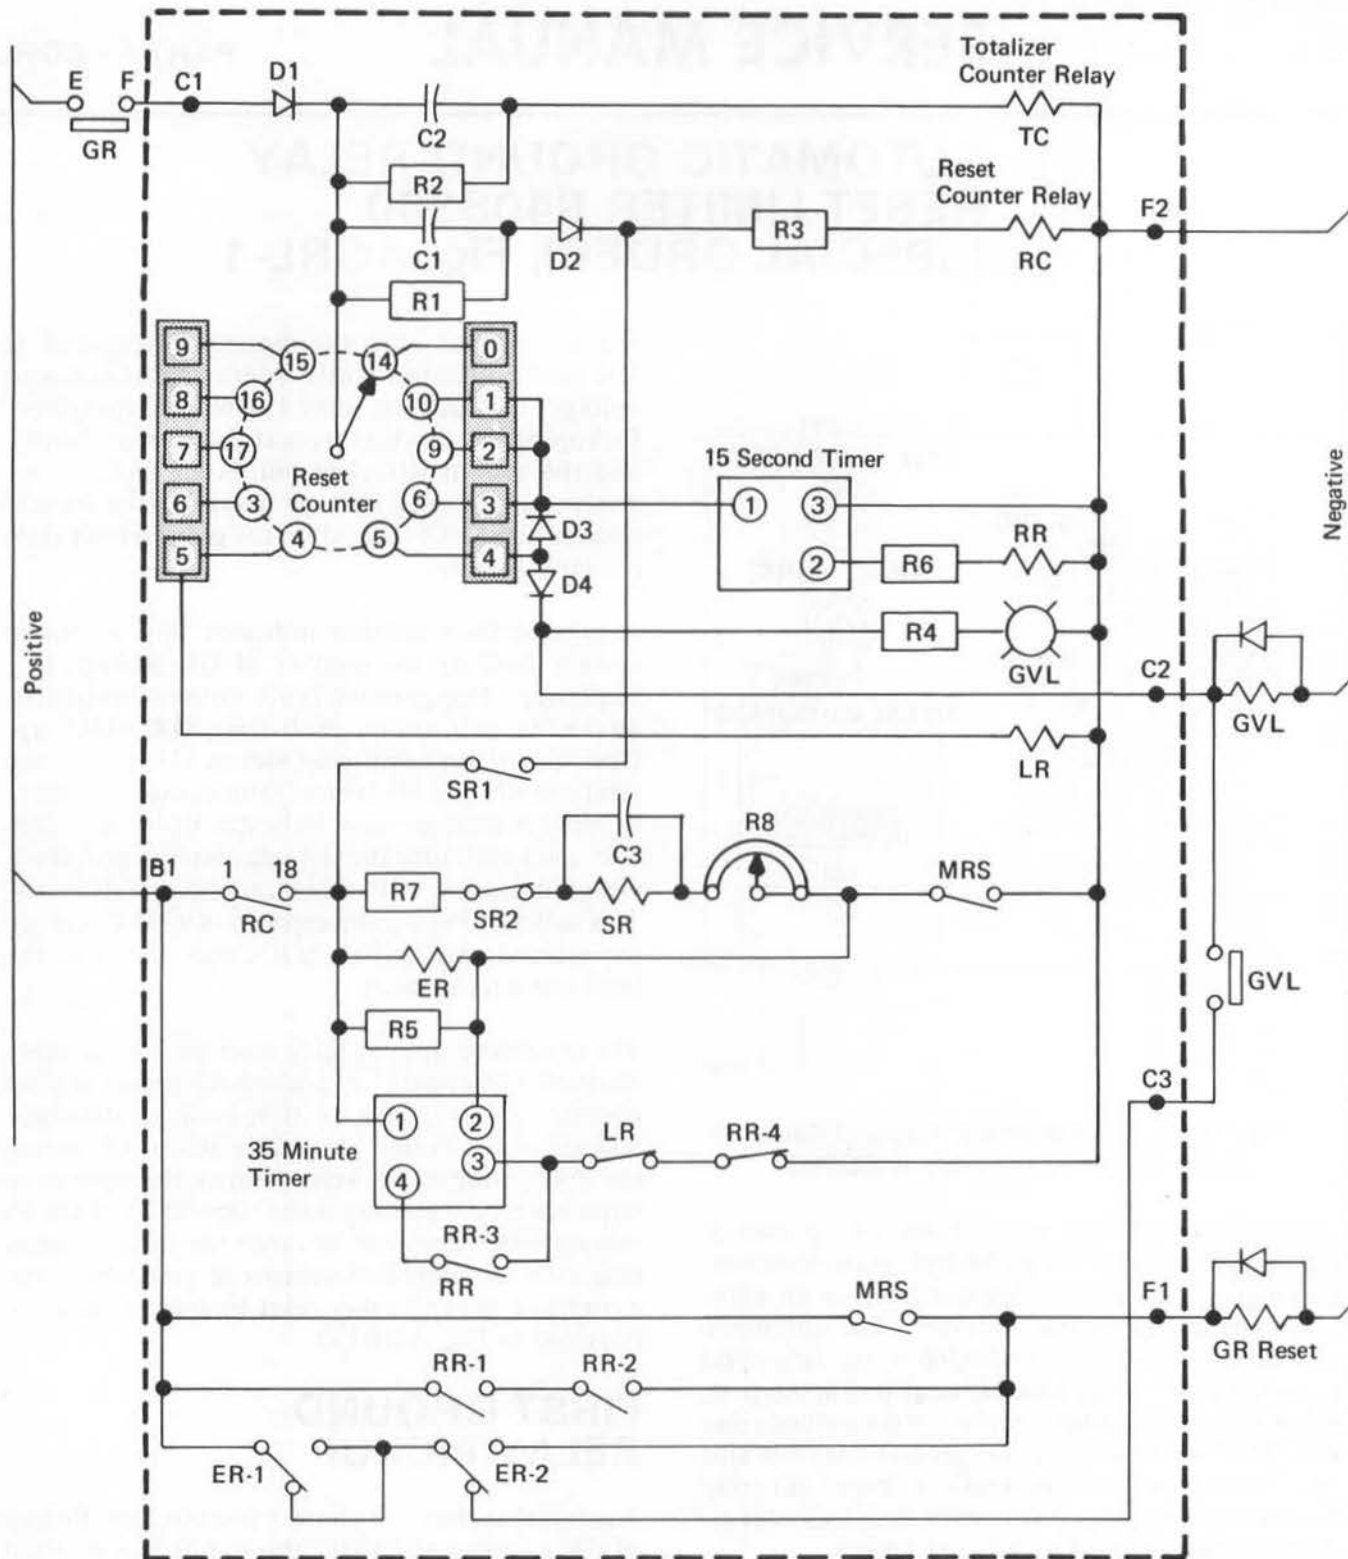 Totalizer
Counter Relay
E F C1 D1
GR
C2
TC
R2
Reset
Counter Relay
F2
C1 D2 R3 RC
R1
9 15 14 0
8 16 10 1
7 17 9 2
Reset
Counter
6 3 6 3
5 4 5 4
D3
D4
15 Second Timer
1 3
2 R6 RR
R4
GVL
C2
GVL
LR
Positive
Negative
SR1
C3
R8
B1 1 18
RC
R7
SR2
SR
MRS
ER
GVL
R5
C3
35 Minute
Timer
1 2
3
4
LR RR-4
RR-3
RR
MRS
F1
GR Reset
RR-1 RR-2
ER-1 ER-2